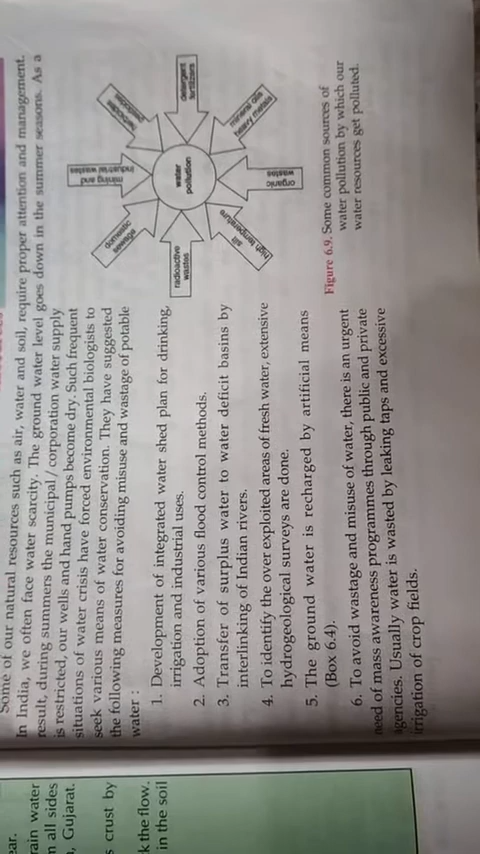 Some of our natural resources such as air, water and soil, require proper attention and management.
In India, we often face water scarcity. The ground water level goes down in the summer seasons. As a
result, during summers the municipal/corporation water supply
is restricted, our wells and hand pumps become dry. Such frequent
situations of water crisis have forced environmental biologists to
seek various means of water conservation. They have suggested
the following measures for avoiding misuse and wastage of potable
water :
1. Development of integrated water shed plan for drinking,
irrigation and industrial uses.
2. Adoption of various flood control methods.
3. Transfer of surplus water to water deficit basins by
interlinking of Indian rivers.
4. To identify the over exploited areas of fresh water, extensive
hydrogeological surveys are done.
5. The ground water is recharged by artificial means
(Box 6.4).
6. To avoid wastage and misuse of water, there is an urgent
need of mass awareness programmes through public and private
agencies. Usually water is wasted by leaking taps and excessive
irrigation of crop fields.
water
pollution
radioactive
wastes
domestic
sewage
mining and
industrial wastes
herbicides
pesticides
detergent
fertilizers
mineral oils
heavy metals
organic
wastes
silt
high temperature
Figure 6.9. Some common sources of
water pollution by which our
water resources get polluted.
ear.
rain water
n all sides
, Gujarat.
s crust by
k the flow.
in the soil